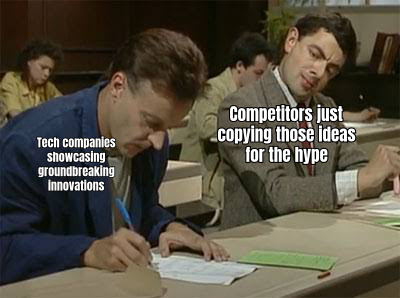 Tech companies
showcasing
groundbreaking
innovations
Competitors just
copying those ideas
for the hype